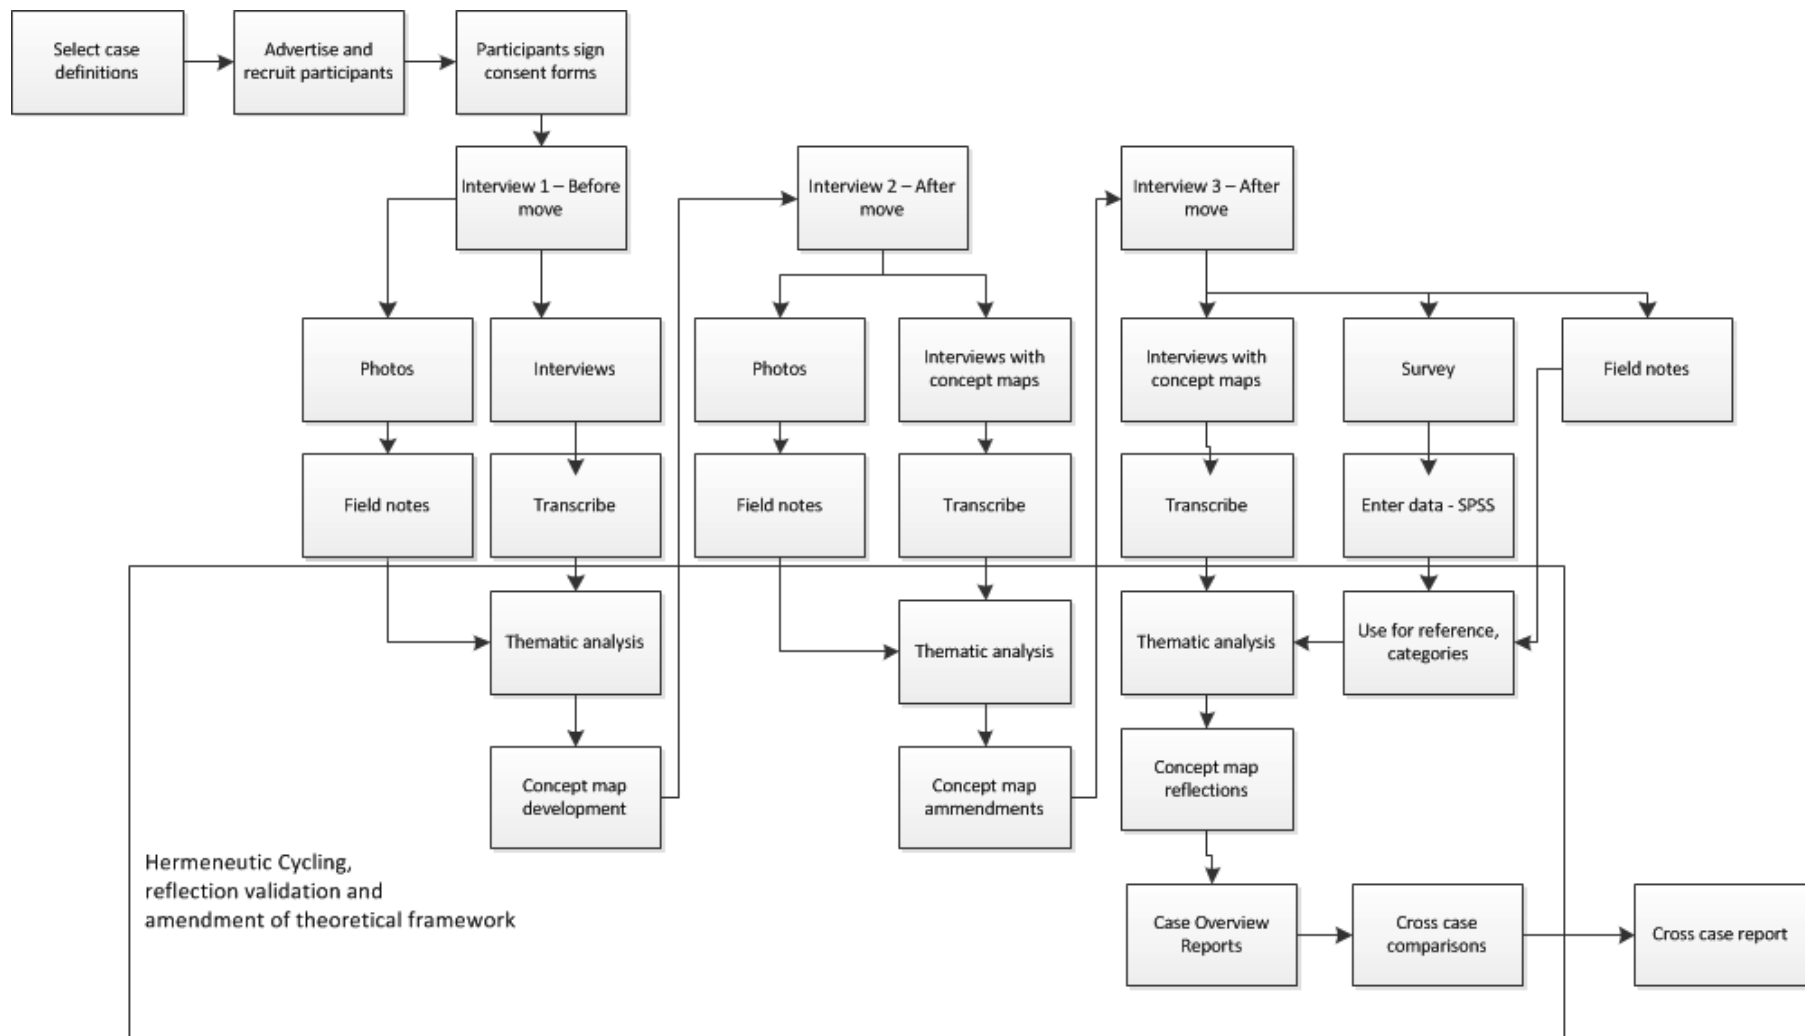 Select case
definitions
Advertise and
recruit participants
Participants sign
consent forms
Interview 1 – Before
move
Interview 2 – After
move
Interview 3 – After
move
Photos
Interviews
Photos
Interviews with
concept maps
Interviews with
concept maps
Survey
Field notes
Field notes
Transcribe
Field notes
Transcribe
Transcribe
Enter data - SPSS
Thematic analysis
Thematic analysis
Thematic analysis
Use for reference,
categories
Concept map
development
Concept map
ammendments
Concept map
reflections
Hermeneutic Cycling,
reflection validation and
amendment of theoretical framework
Case Overview
Reports
Cross case
comparisons
Cross case report